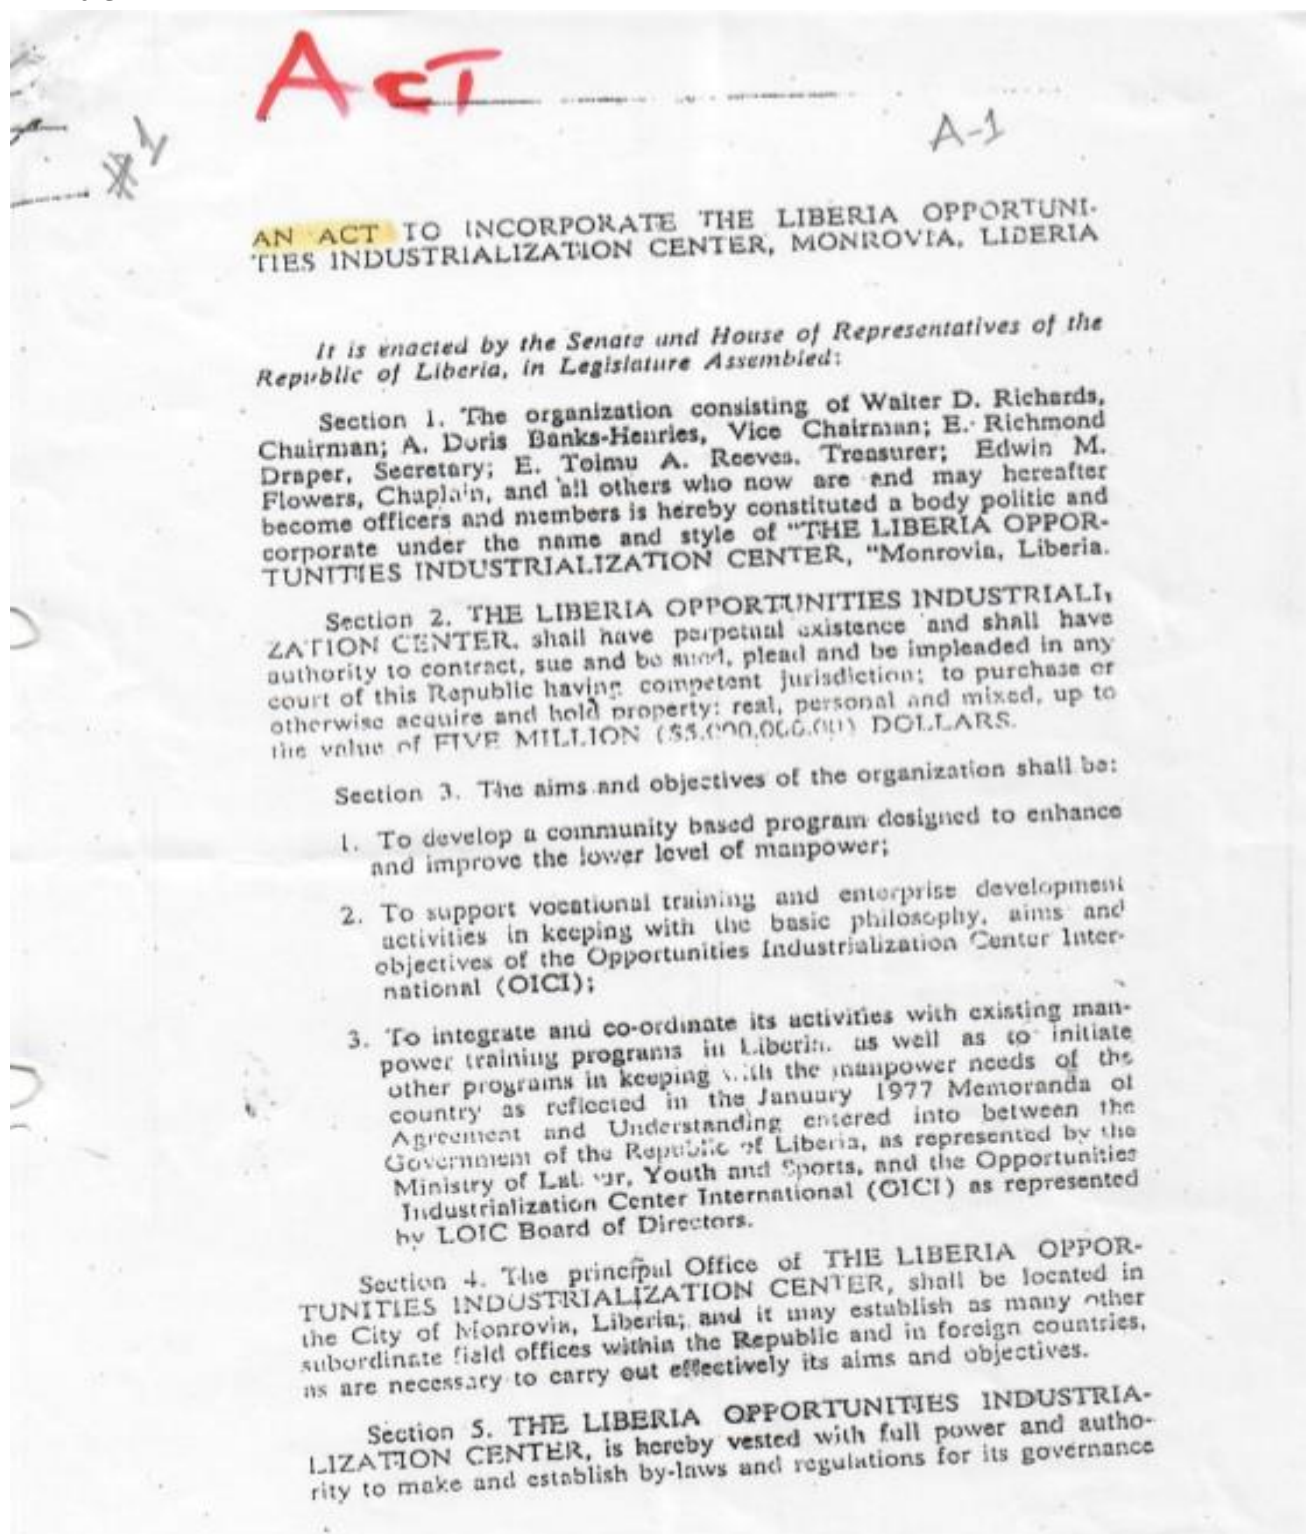 ACT
A-1
AN ACT TO INCORPORATE THE LIBERIA OPPORTUNI-
TIES INDUSTRIALIZATION CENTER, MONROVIA, LIBERIA
It is enacted by the Senate and House of Representatives of the
Republic of Liberia, in Legislature Assembled:
Section 1. The organization consisting of Walter D. Richards,
Chairman; A. Doris Banks-Henries, Vice Chairman; E. Richmond
Draper, Secretary; E. Tolmu A. Reeves. Treasurer; Edwin M.
Flowers, Chaplain, and all others who now are and may hereafter
become officers and members is hereby constituted a body politic and
corporate under the name and style of "THE LIBERIA OPPOR-
TUNITIES INDUSTRIALIZATION CENTER, "Monrovia, Liberia.
Section 2. THE LIBERIA OPPORTUNITIES INDUSTRIALI,
ZATION CENTER. shall have perpetual existence and shall have
authority to contract, sue and be sued, plead and be impleaded in any
court of this Republic having competent jurisdiction; to purchase or
otherwise acquire and hold property: real, personal and mixed, up to
the value of FIVE MILLION ($5,000,000.00) DOLLARS.
Section 3. The aims and objectives of the organization shall be:
1. To develop a community based program designed to enhance
and improve the lower level of manpower;
2. To support vocational training and enterprise development
activities in keeping with the basic philosophy, aims and
objectives of the Opportunities Industrialization Center Inter-
national (OICI);
3. To integrate and co-ordinate its activities with existing man-
power training programs in Liberia. as well as to initiate
other programs in keeping with the manpower needs of the
country as reflected in the January 1977 Memoranda of
Agreement and Understanding entered into between the
Government of the Republic of Liberia, as represented by the
Ministry of Labour, Youth and Sports, and the Opportunities
Industrialization Center International (OICI) as represented
by LOIC Board of Directors.
Section 4. The principal Office of THE LIBERIA OPPOR-
TUNITIES INDUSTRIALIZATION CENTER, shall be located in
the City of Monrovia, Liberia; and it may establish as many other
subordinate field offices within the Republic and in foreign countries,
as are necessary to carry out effectively its aims and objectives.
Section 5. THE LIBERIA OPPORTUNITIES INDUSTRIA-
LIZATION CENTER, is hereby vested with full power and autho-
rity to make and establish by-laws and regulations for its governance